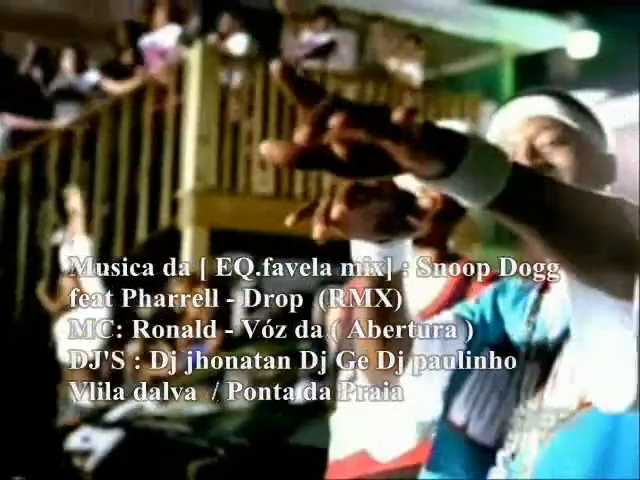 Musica da [ EQ.favela mix] : Snoop Dogg
feat Pharrell - Drop  (RMX)
MC: Ronald - Vóz da ( Abertura )
DJ'S : Dj jhonatan Dj Ge Dj paulinho
Vlila dalva  / Ponta da Praia